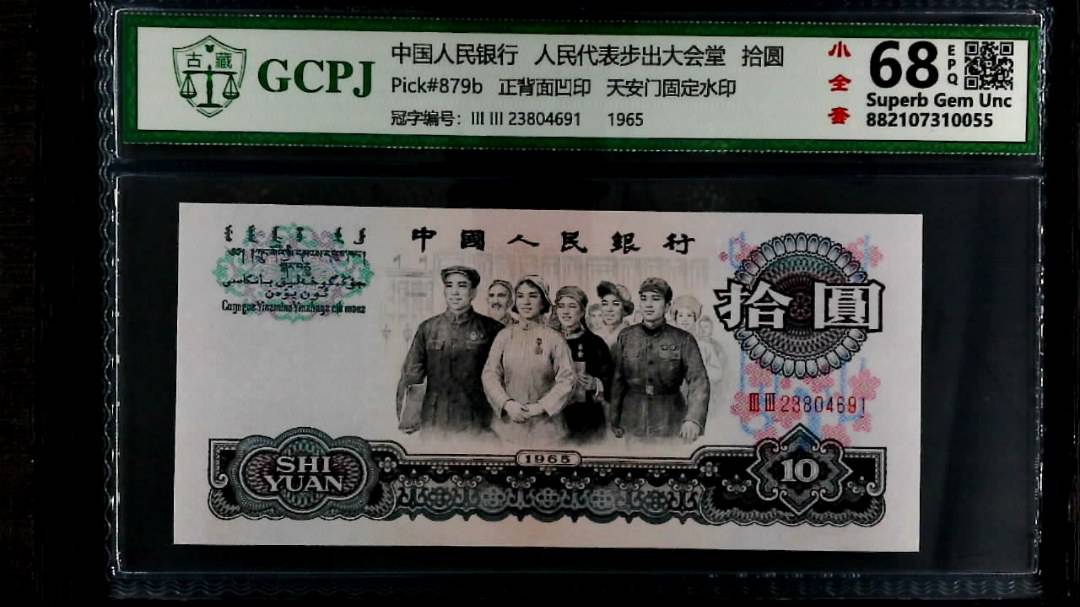 古藏
GCPJ
中国人民银行 人民代表步出大会堂 拾圆
Pick#879b 正背面凹印 天安门固定水印
冠字编号: III III 23804691 1965
小全套
68
EPQ
Superb Gem Unc
882107310055
中國人民銀行
拾圓
III III 23804691
1965
SHI
YUAN
10